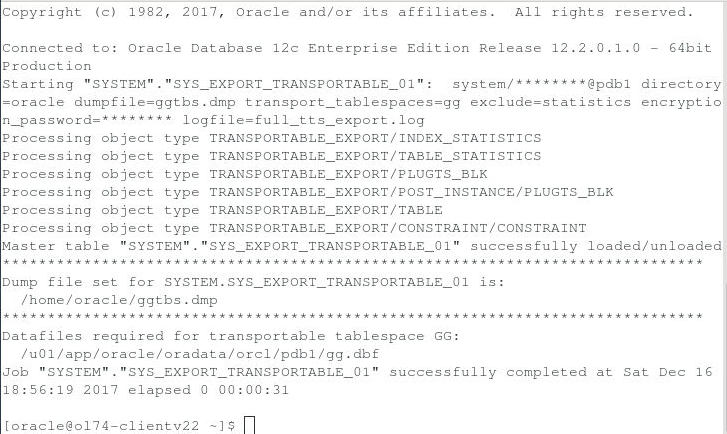 Copyright (c) 1982, 2017, Oracle and/or its affiliates.  All rights reserved.
Connected to: Oracle Database 12c Enterprise Edition Release 12.2.0.1.0 - 64bit
Production
Starting "SYSTEM"."SYS_EXPORT_TRANSPORTABLE_01":  system/********@pdb1 directory
=oracle dumpfile=ggtbs.dmp transport_tablespaces=gg exclude=statistics encryptio
n_password=******** logfile=full_tts_export.log
Processing object type TRANSPORTABLE_EXPORT/INDEX_STATISTICS
Processing object type TRANSPORTABLE_EXPORT/TABLE_STATISTICS
Processing object type TRANSPORTABLE_EXPORT/PLUGTS_BLK
Processing object type TRANSPORTABLE_EXPORT/POST_INSTANCE/PLUGTS_BLK
Processing object type TRANSPORTABLE_EXPORT/TABLE
Processing object type TRANSPORTABLE_EXPORT/CONSTRAINT/CONSTRAINT
Master table "SYSTEM"."SYS_EXPORT_TRANSPORTABLE_01" successfully loaded/unloaded
******************************************************************************
Dump file set for SYSTEM.SYS_EXPORT_TRANSPORTABLE_01 is:
  /home/oracle/ggtbs.dmp
******************************************************************************
Datafiles required for transportable tablespace GG:
  /u01/app/oracle/oradata/orcl/pdb1/gg.dbf
Job "SYSTEM"."SYS_EXPORT_TRANSPORTABLE_01" successfully completed at Sat Dec 16
18:56:19 2017 elapsed 0 00:00:31
[oracle@ol74-clientv22 ~]$